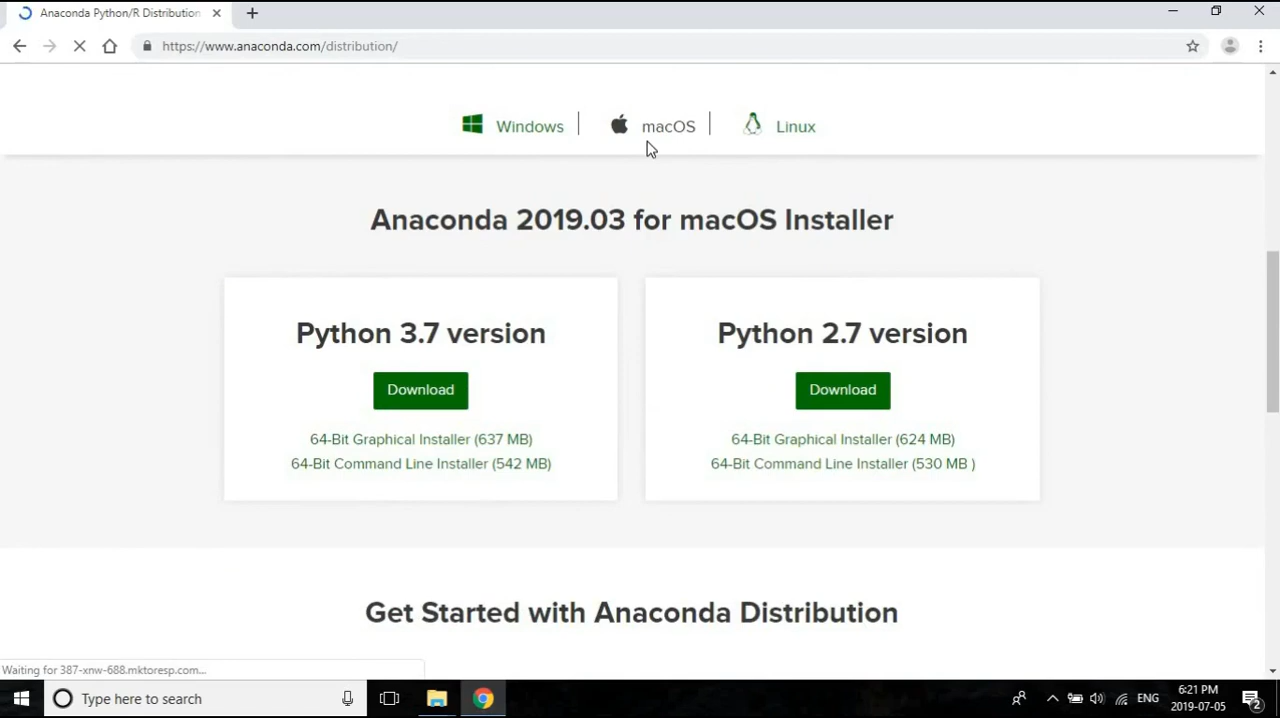 Anaconda Python/R Distribution
https://www.anaconda.com/distribution/
Windows
macOS
Linux
Anaconda 2019.03 for macOS Installer
Python 3.7 version
Download
64-Bit Graphical Installer (637 MB)
64-Bit Command Line Installer (542 MB)
Python 2.7 version
Download
64-Bit Graphical Installer (624 MB)
64-Bit Command Line Installer (530 MB )
Get Started with Anaconda Distribution
Waiting for 387-xnw-688.mktoresp.com...
Type here to search
ENG
6:21 PM
2019-07-05
2